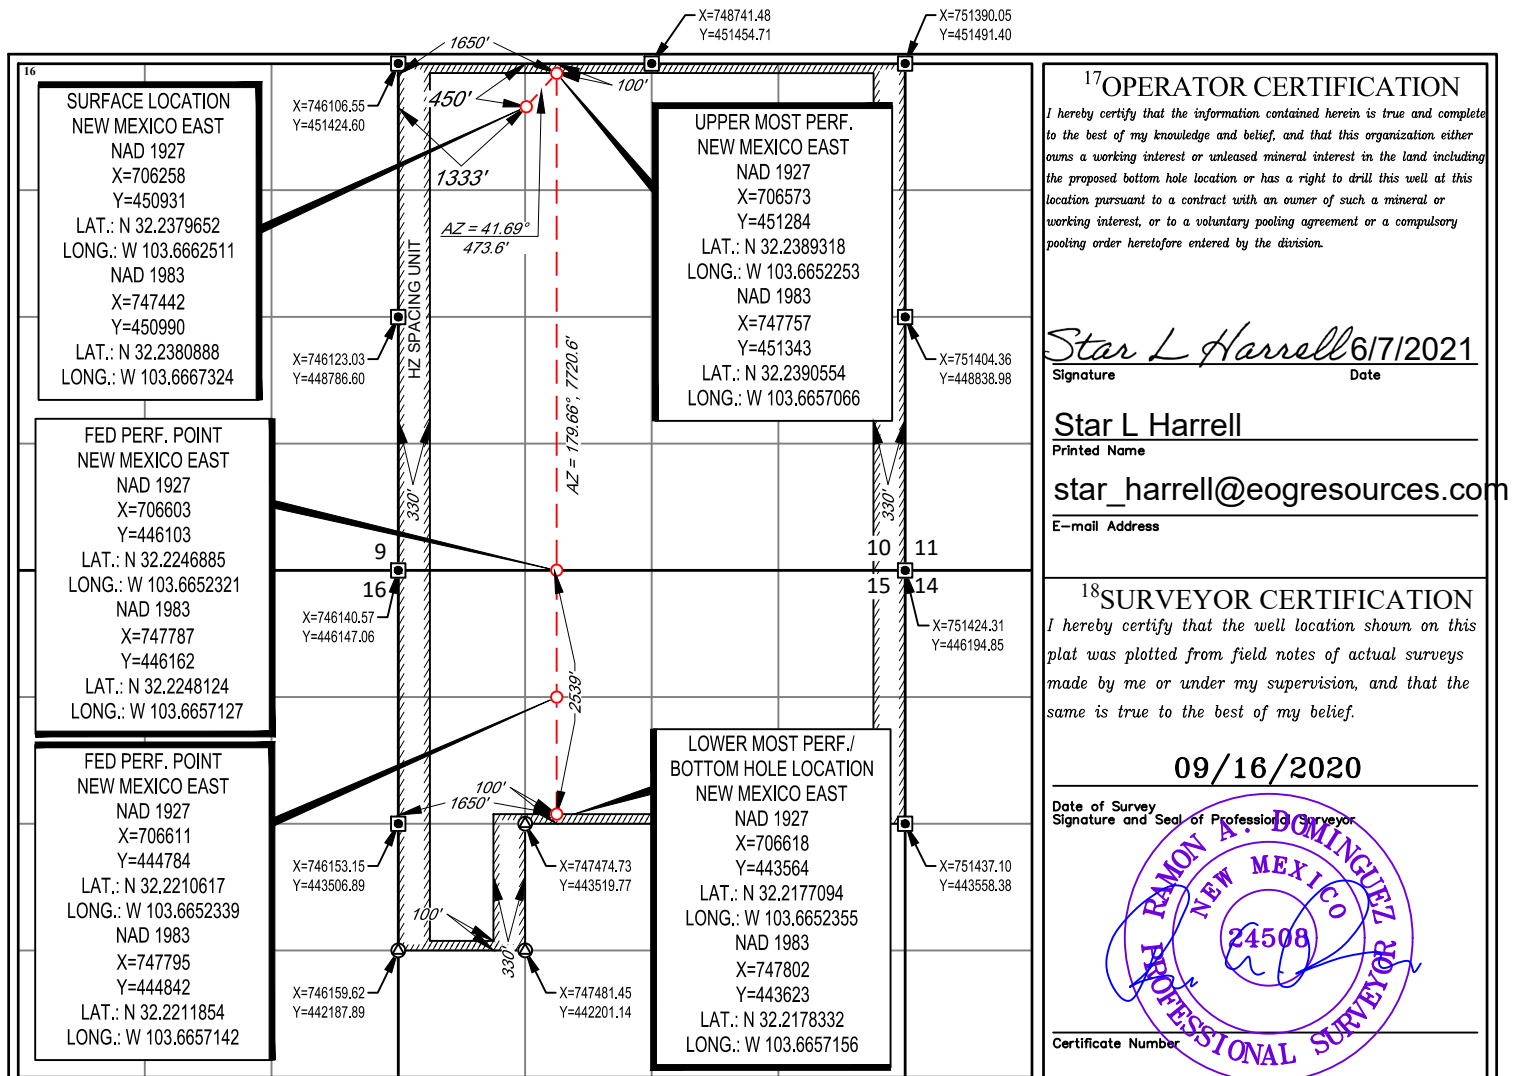 X=748741.48
Y=451454.71
X=751390.05
Y=451491.40
16
1650'
100'
450'
1333'
X=746106.55
Y=451424.60
AZ = 41.69°
473.6'
SURFACE LOCATION
NEW MEXICO EAST
NAD 1927
X=706258
Y=450931
LAT.: N 32.2379652
LONG.: W 103.6662511
NAD 1983
X=747442
Y=450990
LAT.: N 32.2380888
LONG.: W 103.6667324
UPPER MOST PERF.
NEW MEXICO EAST
NAD 1927
X=706573
Y=451284
LAT.: N 32.2389318
LONG.: W 103.6652253
NAD 1983
X=747757
Y=451343
LAT.: N 32.2390554
LONG.: W 103.6657066
HZ SPACING UNIT
X=746123.03
Y=448786.60
AZ = 179.66°, 7720.6'
X=751404.36
Y=448838.98
330'
330'
FED PERF. POINT
NEW MEXICO EAST
NAD 1927
X=706603
Y=446103
LAT.: N 32.2246885
LONG.: W 103.6652321
NAD 1983
X=747787
Y=446162
LAT.: N 32.2248124
LONG.: W 103.6657127
9
16
10
11
15
14
X=746140.57
Y=446147.06
X=751424.31
Y=446194.85
2539'
FED PERF. POINT
NEW MEXICO EAST
NAD 1927
X=706611
Y=444784
LAT.: N 32.2210617
LONG.: W 103.6652339
NAD 1983
X=747795
Y=444842
LAT.: N 32.2211854
LONG.: W 103.6657142
LOWER MOST PERF./
BOTTOM HOLE LOCATION
NEW MEXICO EAST
NAD 1927
X=706618
Y=443564
LAT.: N 32.2177094
LONG.: W 103.6652355
NAD 1983
X=747802
Y=443623
LAT.: N 32.2178332
LONG.: W 103.6657156
100'
1650'
X=746153.15
Y=443506.89
X=747474.73
Y=443519.77
X=751437.10
Y=443558.38
100'
330'
X=746159.62
Y=442187.89
X=747481.45
Y=442201.14
17OPERATOR CERTIFICATION
I hereby certify that the information contained herein is true and complete
to the best of my knowledge and belief, and that this organization either
owns a working interest or unleased mineral interest in the land including
the proposed bottom hole location or has a right to drill this well at this
location pursuant to a contract with an owner of such a mineral or
working interest, or to a voluntary pooling agreement or a compulsory
pooling order heretofore entered by the division.
Star L Harrell 6/7/2021
Signature Date
Star L Harrell
Printed Name
star_harrell@eogresources.com
E-mail Address
18SURVEYOR CERTIFICATION
I hereby certify that the well location shown on this
plat was plotted from field notes of actual surveys
made by me or under my supervision, and that the
same is true to the best of my belief.
09/16/2020
Date of Survey
Signature and Seal of Professional Surveyor
RAMON A. DOMINGUEZ
NEW MEXICO
24508
PROFESSIONAL SURVEYOR
Certificate Number